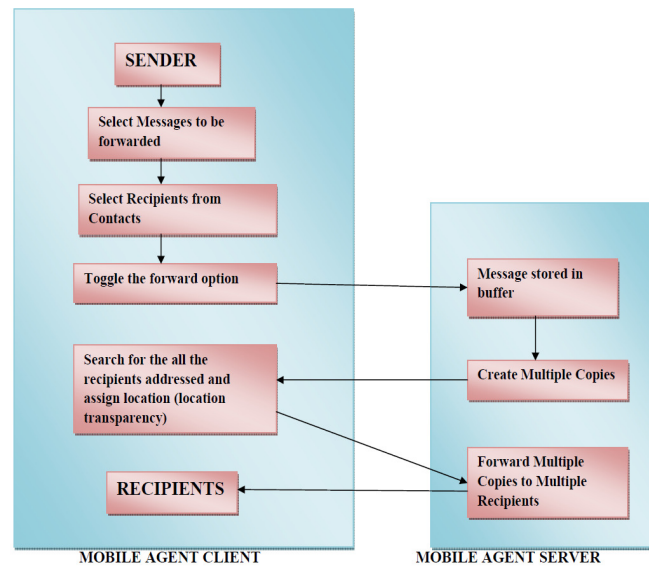 SENDER
Select Messages to be
forwarded
Select Recipients from
Contacts
Toggle the forward option
Message stored in
buffer
Create Multiple Copies
Search for the all the
recipients addressed and
assign location (location
transparency)
Forward Multiple
Copies to Multiple
Recipients
RECIPIENTS
MOBILE AGENT CLIENT
MOBILE AGENT SERVER